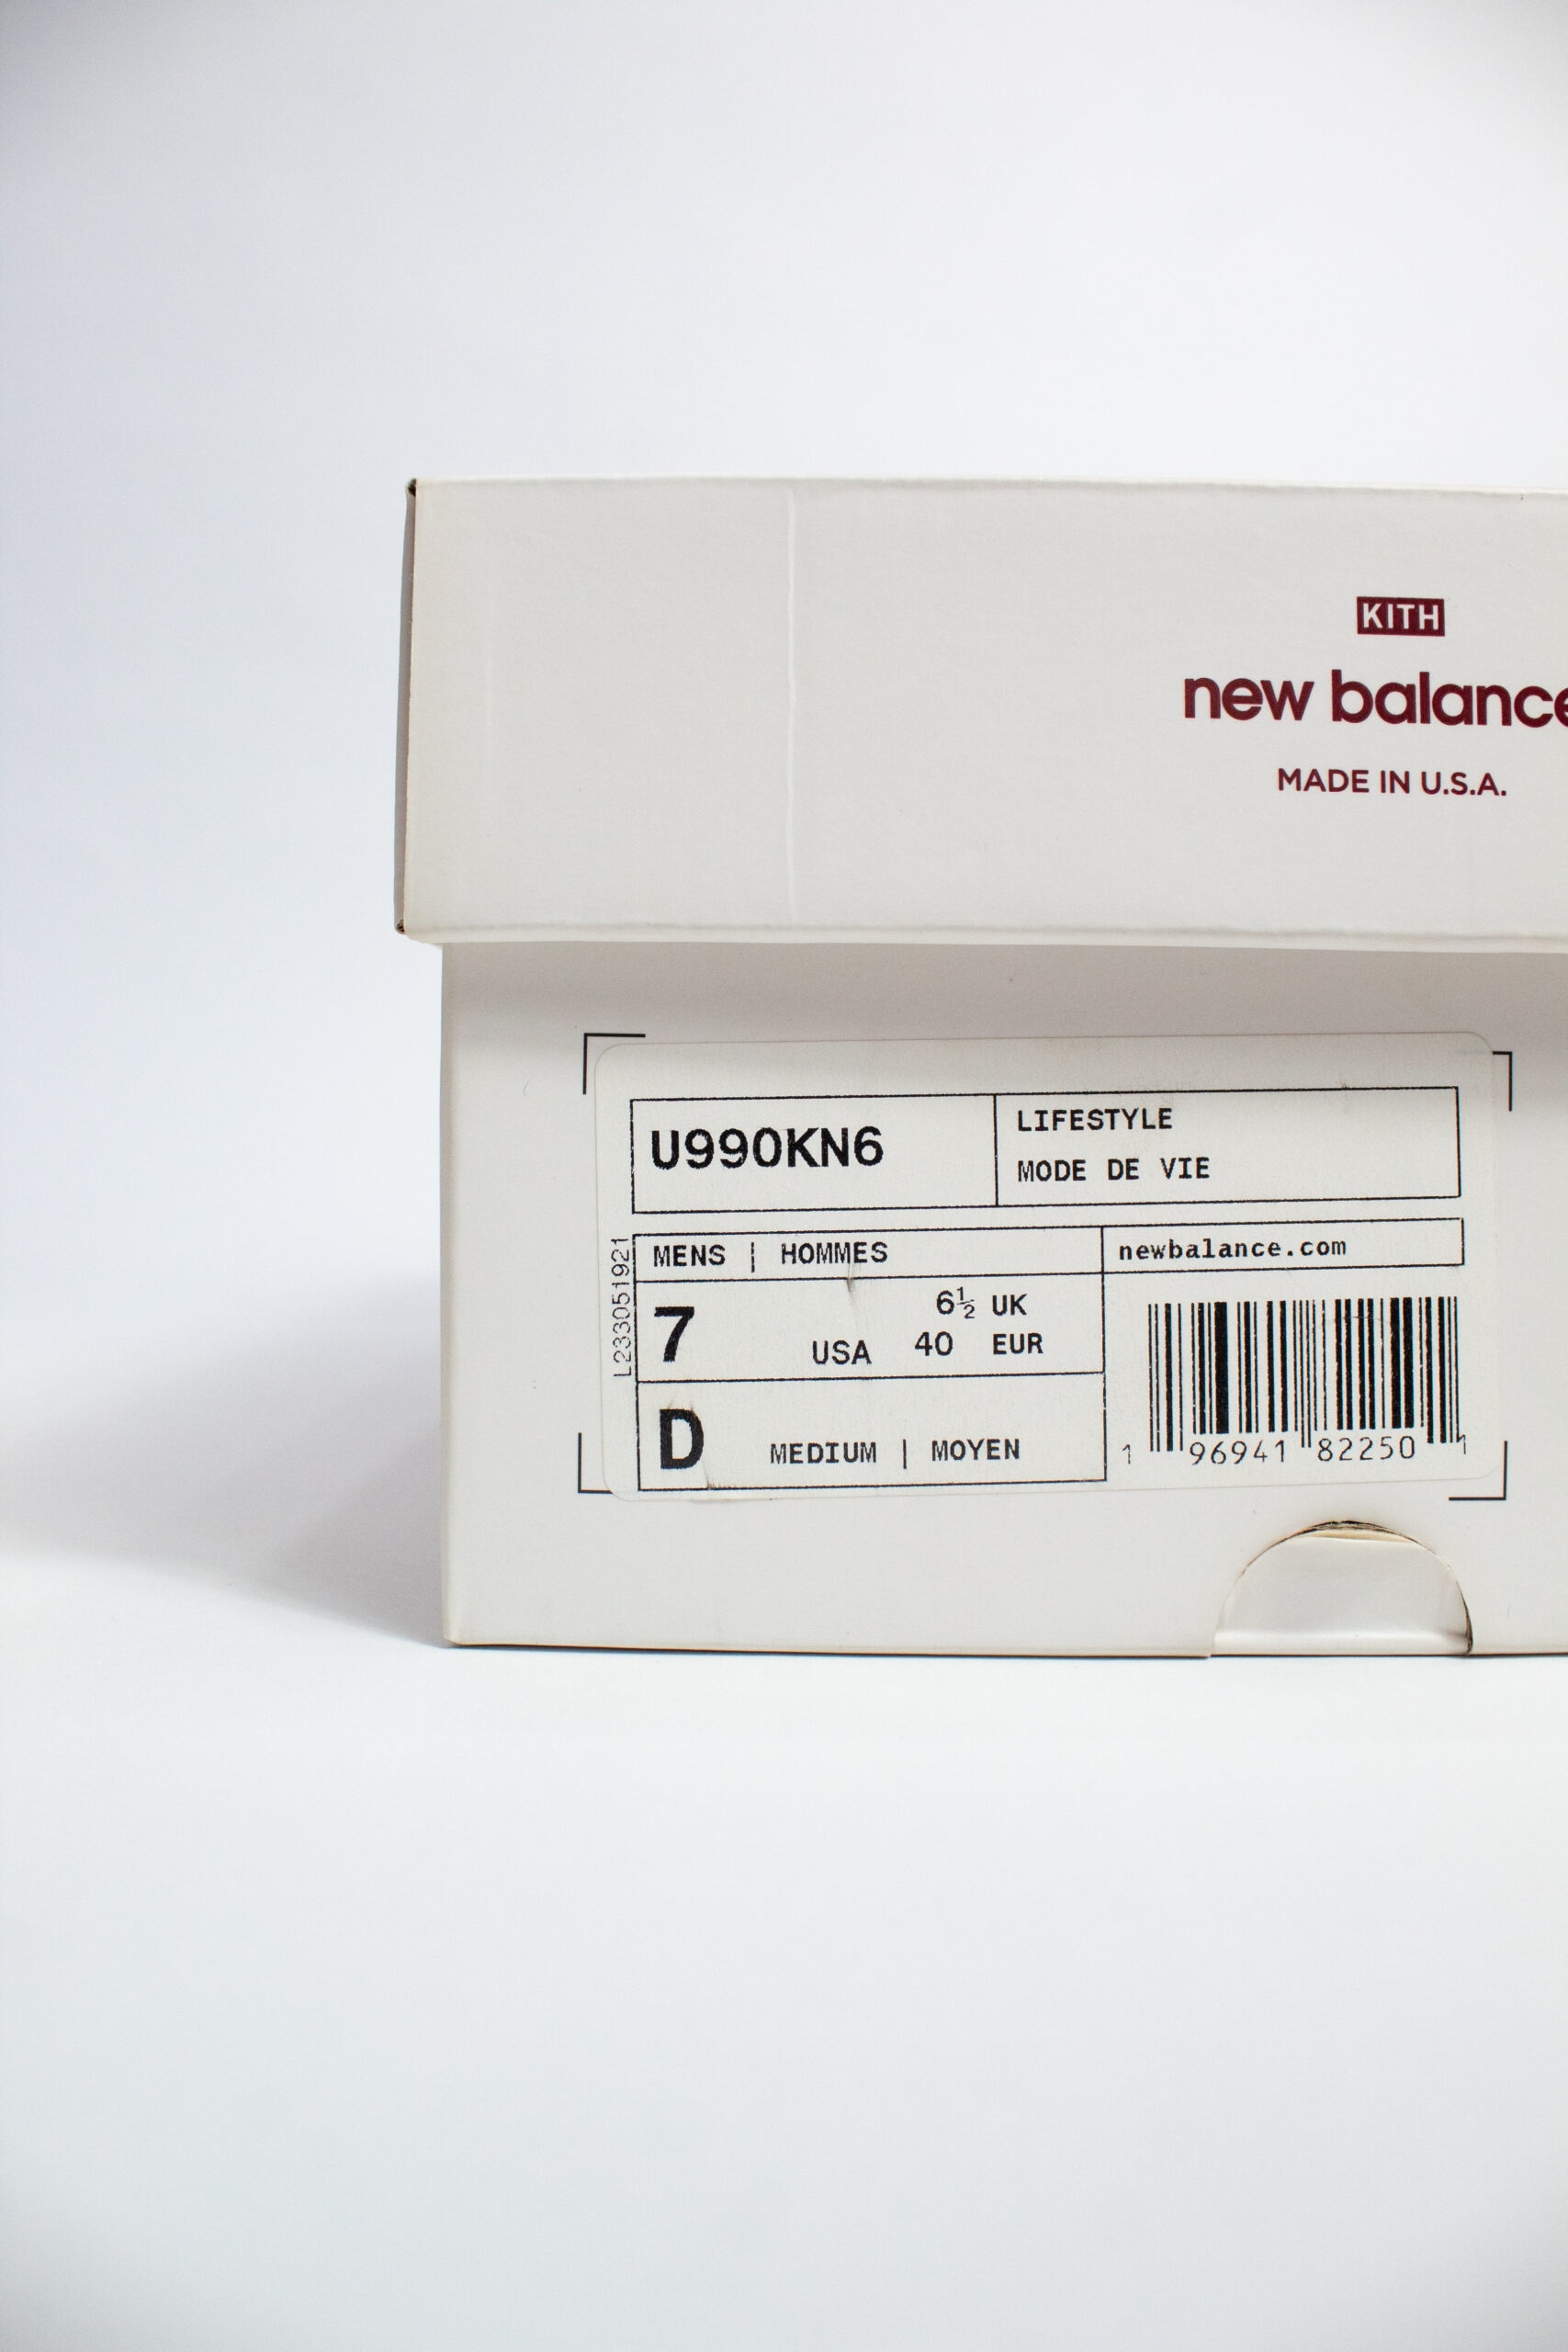 KITH
new balance
MADE IN U.S.A.
U990KN6
LIFESTYLE
MODE DE VIE
L233051921
MENS | HOMMES
newbalance.com
7 USA
6½ UK
40 EUR
D MEDIUM | MOYEN
1 96941 82250 1